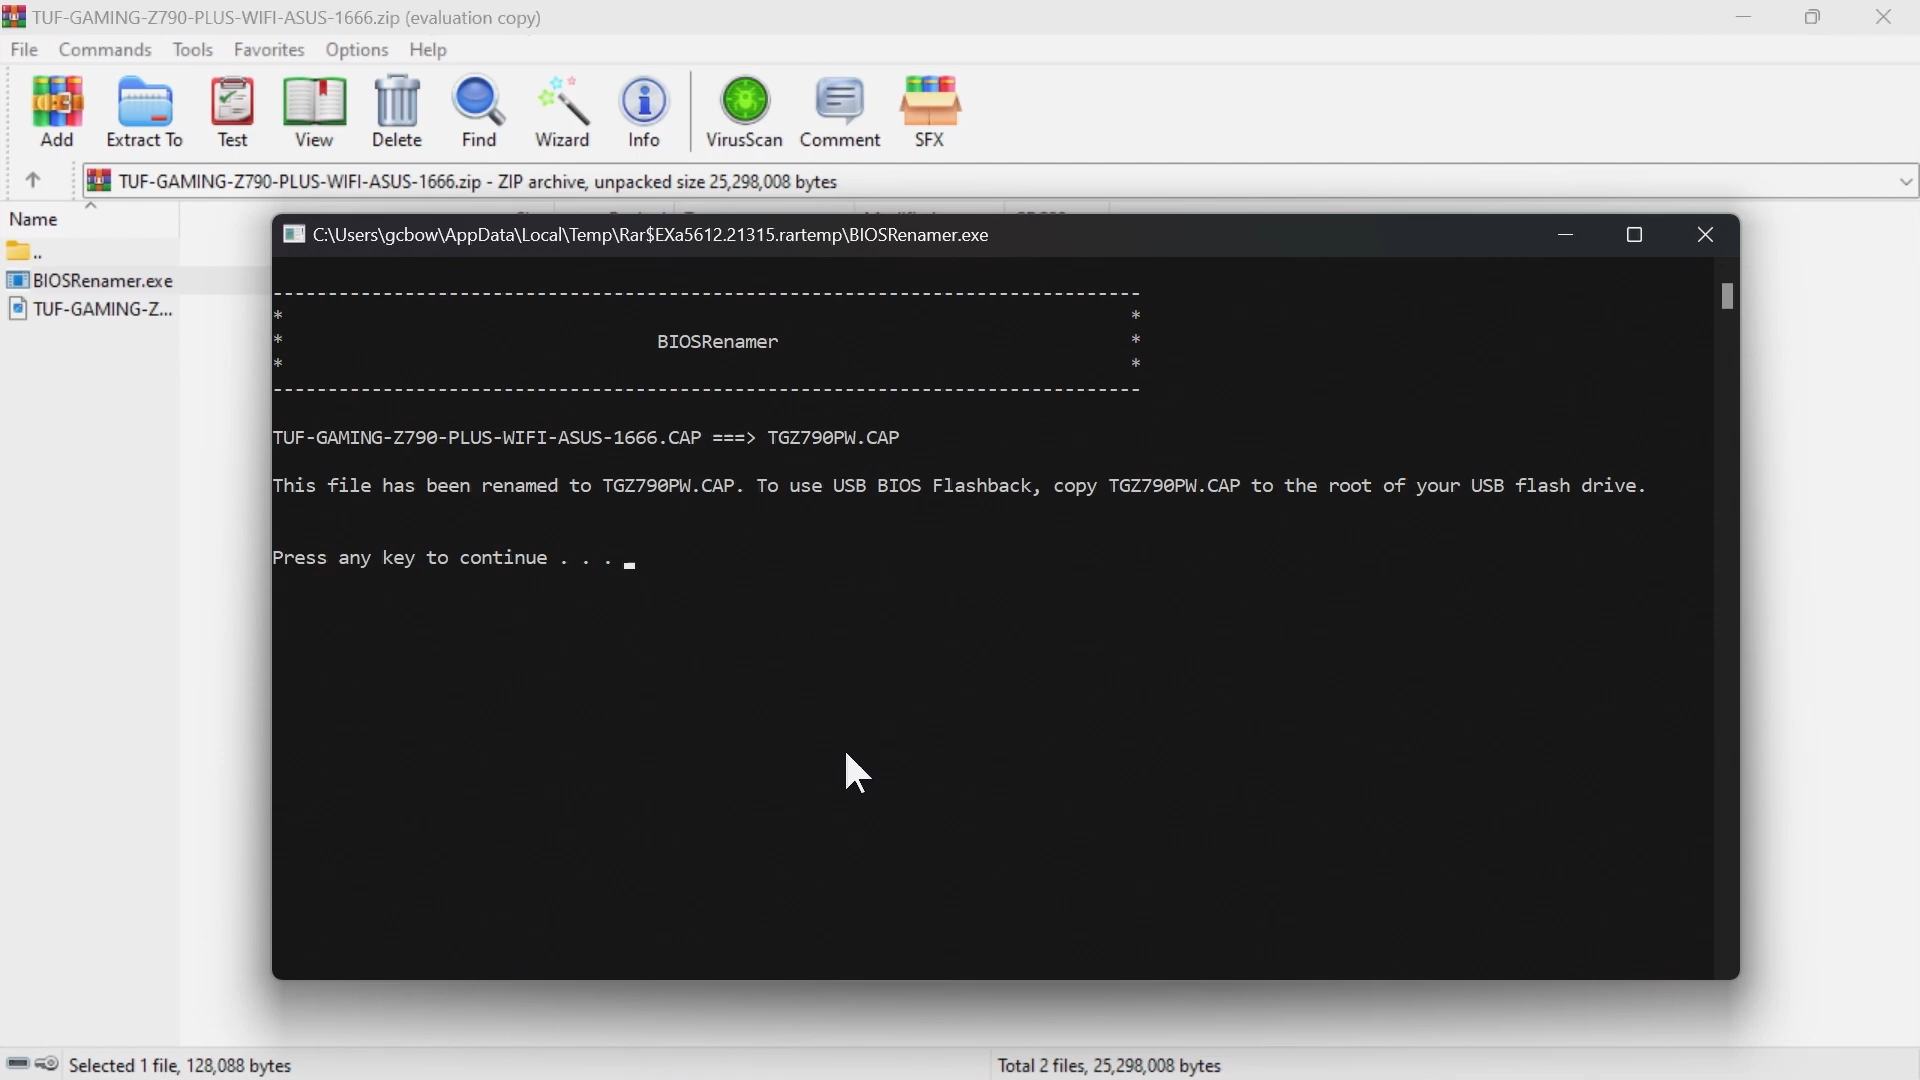 TUF-GAMING-Z790-PLUS-WIFI-ASUS-1666.zip (evaluation copy)
File Commands Tools Favorites Options Help
Add Extract To Test View Delete Find Wizard Info VirusScan Comment SFX
TUF-GAMING-Z790-PLUS-WIFI-ASUS-1666.zip - ZIP archive, unpacked size 25,298,008 bytes
Name
..
BIOSRenamer.exe
TUF-GAMING-Z...
C:\Users\gcbow\AppData\Local\Temp\Rar$EXa5612.21315.rartemp\BIOSRenamer.exe
-------------------------------------------------------------------------------
* *
* BIOSRenamer *
* *
-------------------------------------------------------------------------------
TUF-GAMING-Z790-PLUS-WIFI-ASUS-1666.CAP ===> TGZ790PW.CAP
This file has been renamed to TGZ790PW.CAP. To use USB BIOS Flashback, copy TGZ790PW.CAP to the root of your USB flash drive.
Press any key to continue . . .
Selected 1 file, 128,088 bytes
Total 2 files, 25,298,008 bytes